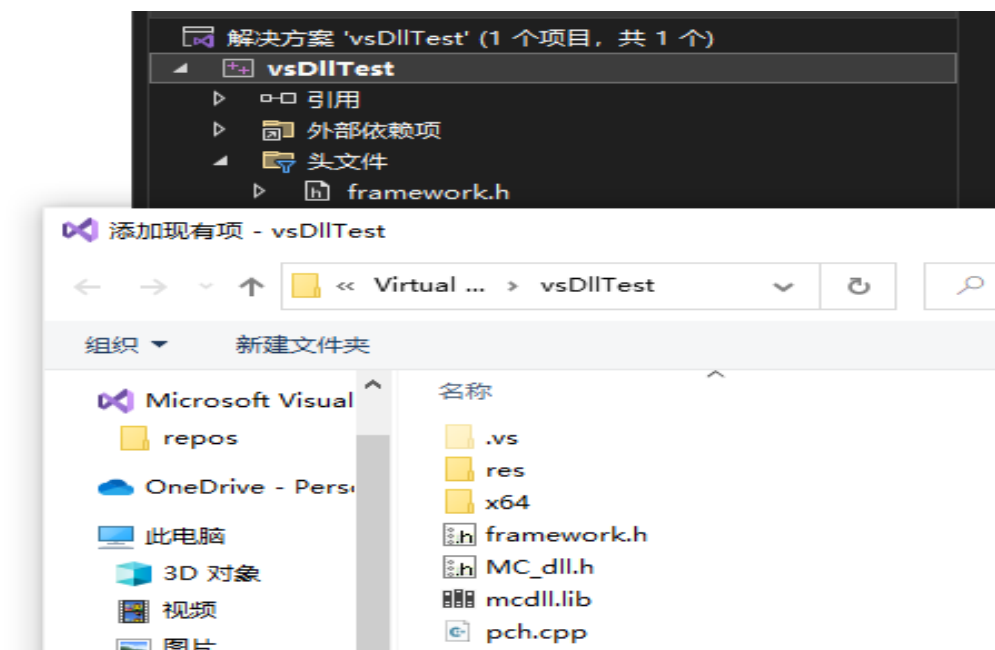 解决方案 'vsDllTest' (1 个项目，共 1 个)
vsDllTest
引用
外部依赖项
头文件
framework.h
添加现有项 - vsDllTest
« Virtual ... › vsDllTest
组织 新建文件夹
名称
Microsoft Visual
repos
OneDrive - Pers
此电脑
3D 对象
视频
图片
.vs
res
x64
framework.h
MC_dll.h
mcdll.lib
pch.cpp